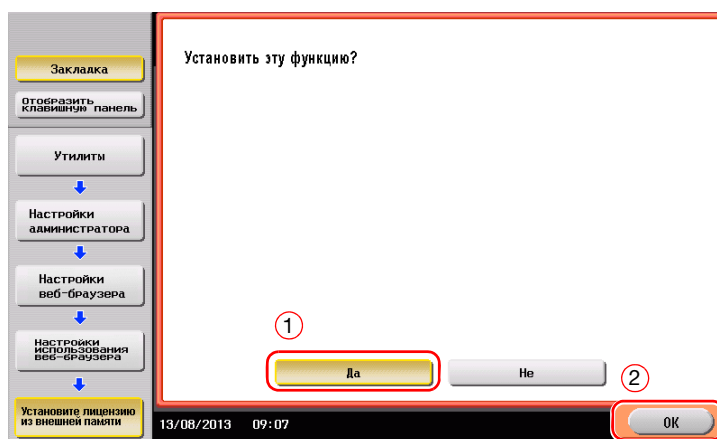 Закладка
Отобразить
клавишную панель
Утилиты
Настройки
администратора
Настройки
веб-браузера
Настройки
использования
веб-браузера
Установите лицензию
из внешней памяти
Установить эту функцию?
1
Да
Не
2
13/08/2013 09:07
OK